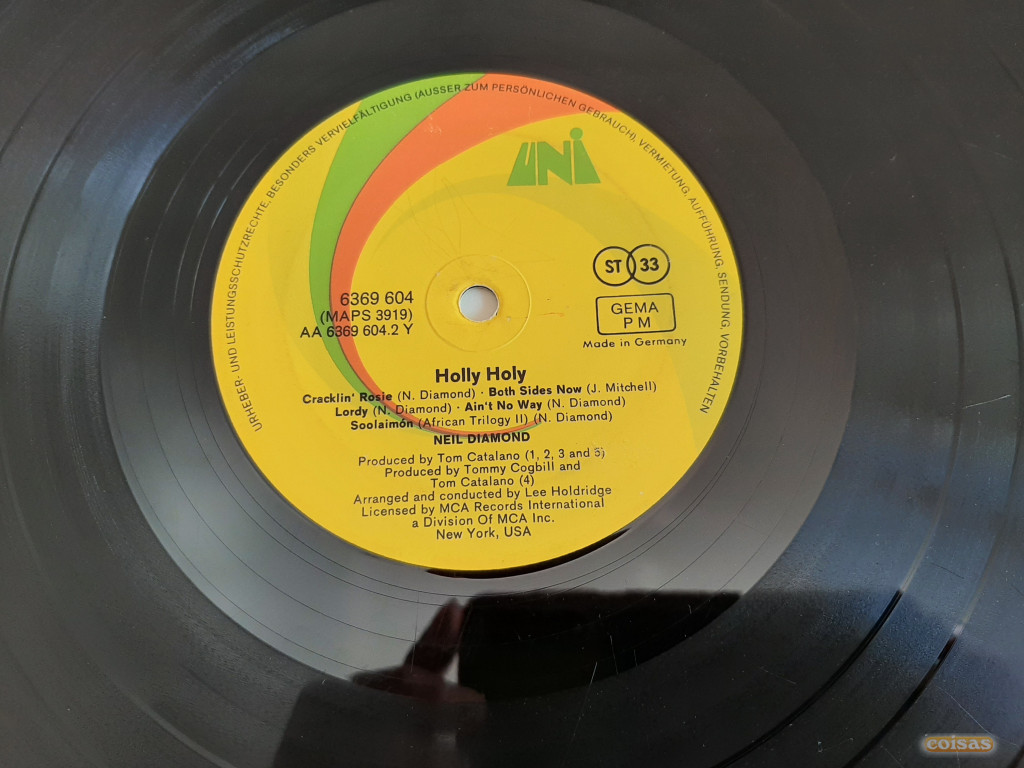 URHEBER- UND LEISTUNGSSCHUTZRECHTE, BESONDERS VERVIELFÄLTIGUNG (AUSSER ZUM PERSÖNLICHEN GEBRAUCH), VERMIETUNG, AUFFÜHRUNG, SENDUNG, VORBEHALTEN
UNI
ST 33
6369 604
(MAPS 3919)
AA 6369 604.2 Y
GEMA
P M
Made in Germany
Holly Holy
Cracklin' Rosie (N. Diamond) · Both Sides Now (J. Mitchell)
Lordy (N. Diamond) · Ain't No Way (N. Diamond)
Soolaimón (African Trilogy II) (N. Diamond)
NEIL DIAMOND
Produced by Tom Catalano (1, 2, 3 and 5)
Produced by Tommy Cogbill and
Tom Catalano (4)
Arranged and conducted by Lee Holdridge
Licensed by MCA Records International
a Division Of MCA Inc.
New York, USA
coisas